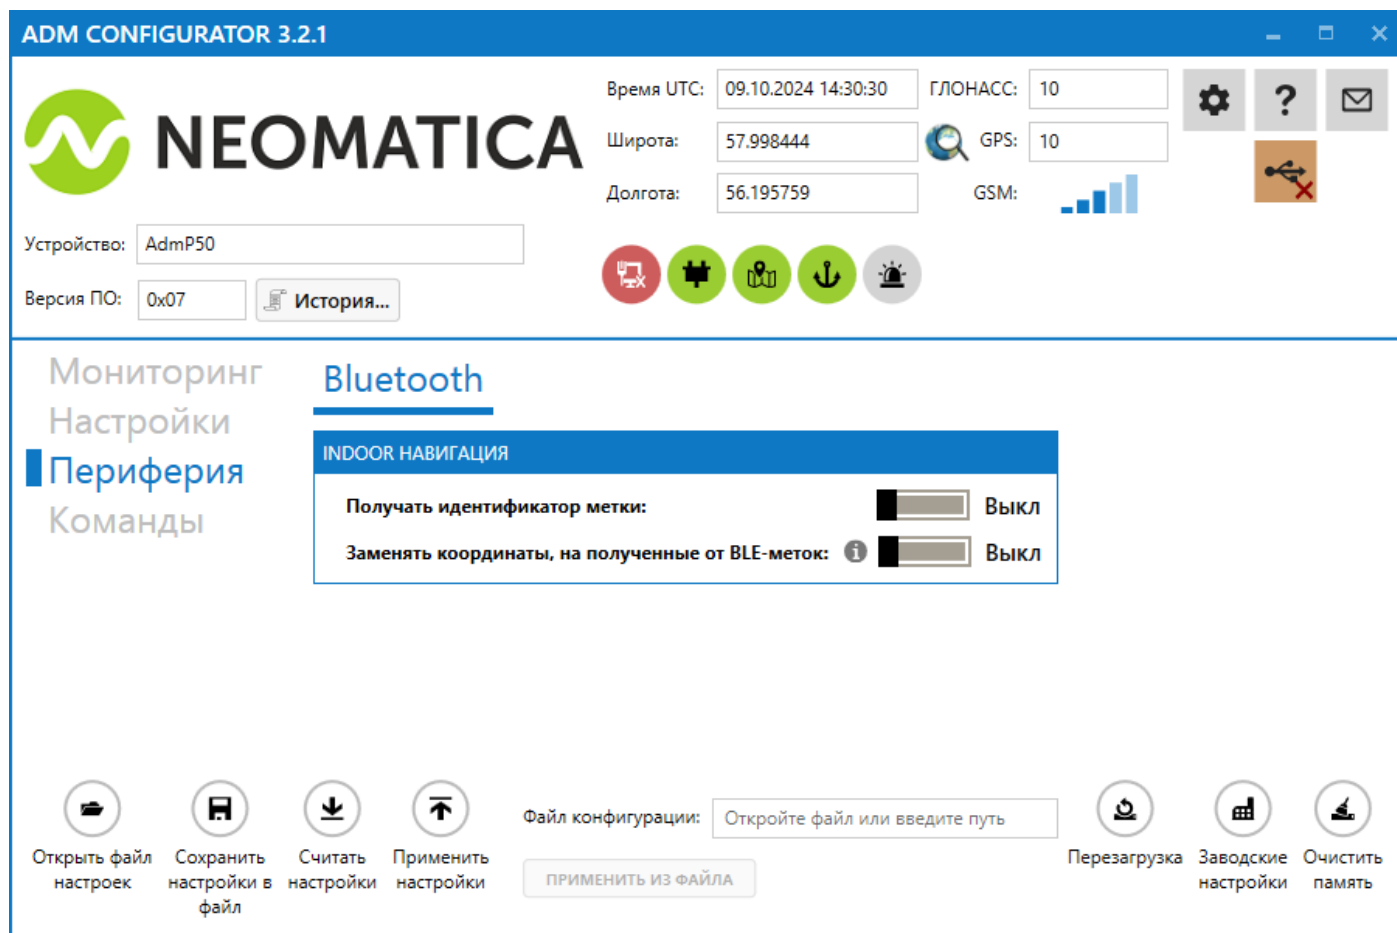 ADM CONFIGURATOR 3.2.1
NEOMATICA
Время UTC: 09.10.2024 14:30:30 ГЛОНАСС: 10
Широта: 57.998444 GPS: 10
Долгота: 56.195759 GSM:
Устройство: AdmP50
Версия ПО: 0x07 История...
Мониторинг
Настройки
Периферия
Команды
Bluetooth
INDOOR НАВИГАЦИЯ
Получать идентификатор метки: Выкл
Заменять координаты, на полученные от BLE-меток: Выкл
Открыть файл
настроек
Сохранить
настройки в
файл
Считать
настройки
Применить
настройки
Файл конфигурации: Откройте файл или введите путь
ПРИМЕНИТЬ ИЗ ФАЙЛА
Перезагрузка
Заводские
настройки
Очистить
память